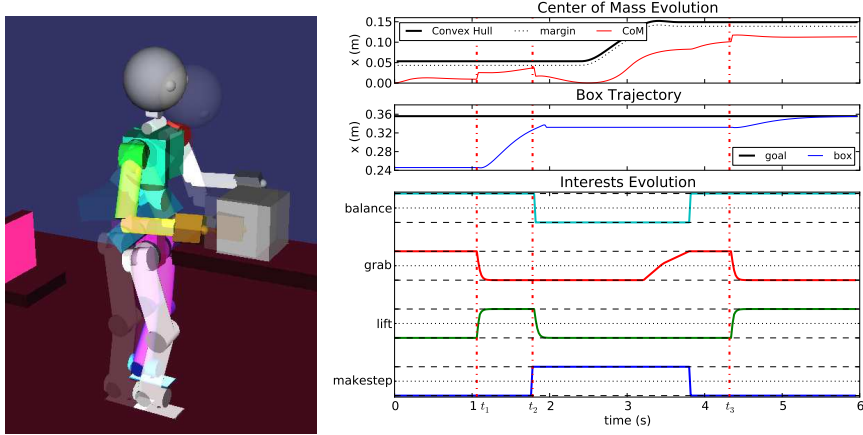 Center of Mass Evolution
x (m)
0.15
0.10
0.05
0.00
Convex Hull
margin
CoM
Box Trajectory
x (m)
0.36
0.32
0.28
0.24
goal
box
Interests Evolution
balance
grab
lift
makestep
0 1 t₁ t₂ 2 3 4 t₃ 5 6
time (s)